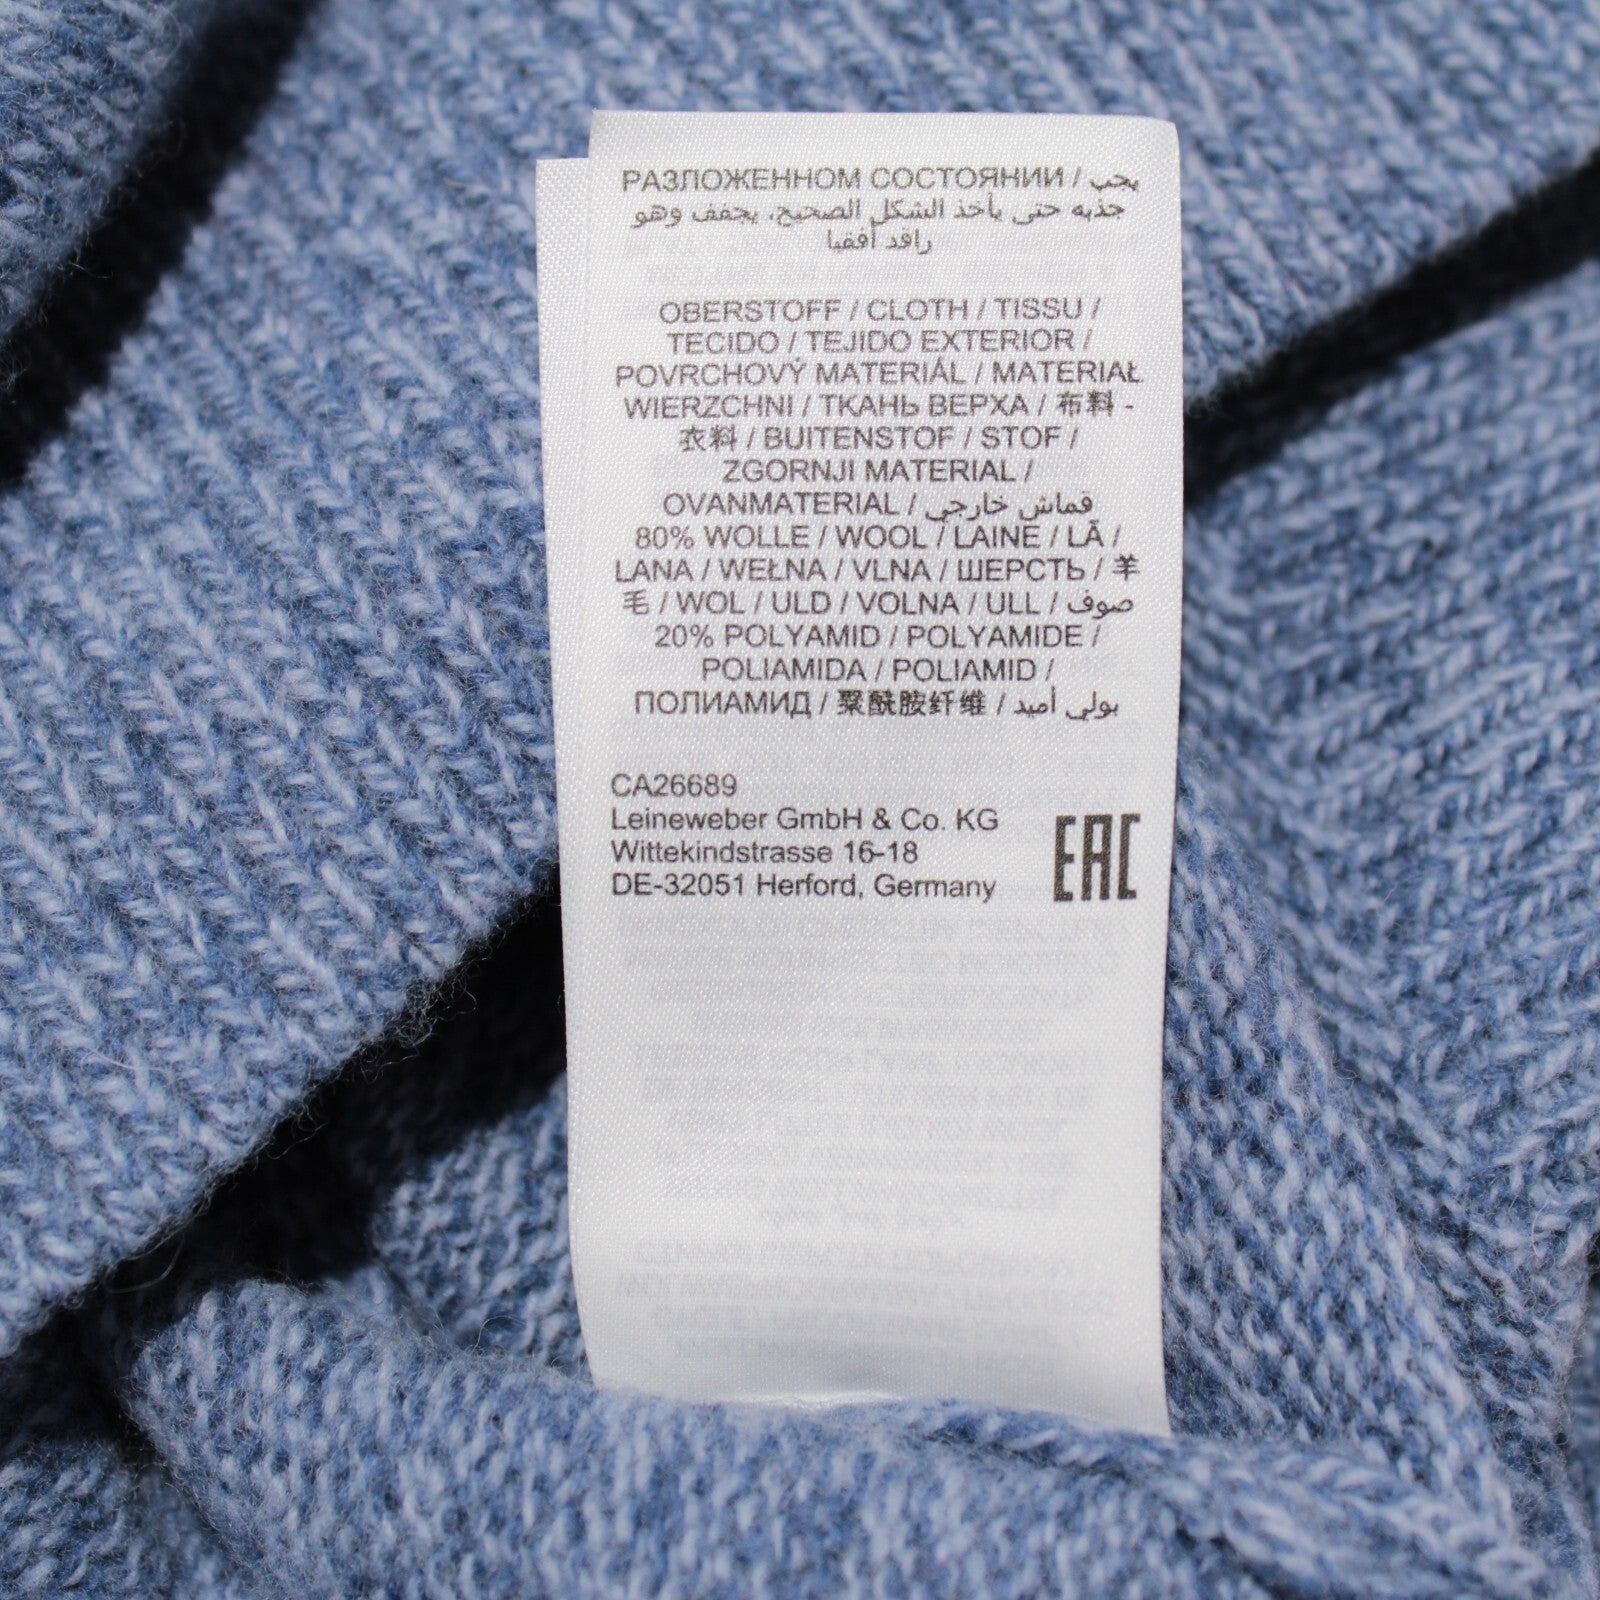 РАЗЛОЖЕННОМ СОСТОЯНИИ / يجب
جذبه حتى يأخذ الشكل الصحيح، يجفف وهو
راقد أفقيا
OBERSTOFF / CLOTH / TISSU /
TECIDO / TEJIDO EXTERIOR /
POVRCHOVÝ MATERIÁL / MATERIAŁ
WIERZCHNI / ТКАНЬ ВЕРХА / 布料 -
衣料 / BUITENSTOF / STOF /
ZGORNJI MATERIAL /
OVANMATERIAL / قماش خارجي
80% WOLLE / WOOL / LAINE / LÃ /
LANA / WEŁNA / VLNA / ШЕРСТЬ / 羊
毛 / WOL / ULD / VOLNA / ULL / صوف
20% POLYAMID / POLYAMIDE /
POLIAMIDA / POLIAMID /
ПОЛИАМИД / 聚酰胺纤维 / بولي أميد
CA26689
Leineweber GmbH & Co. KG
Wittekindstrasse 16-18
DE-32051 Herford, Germany
EAC